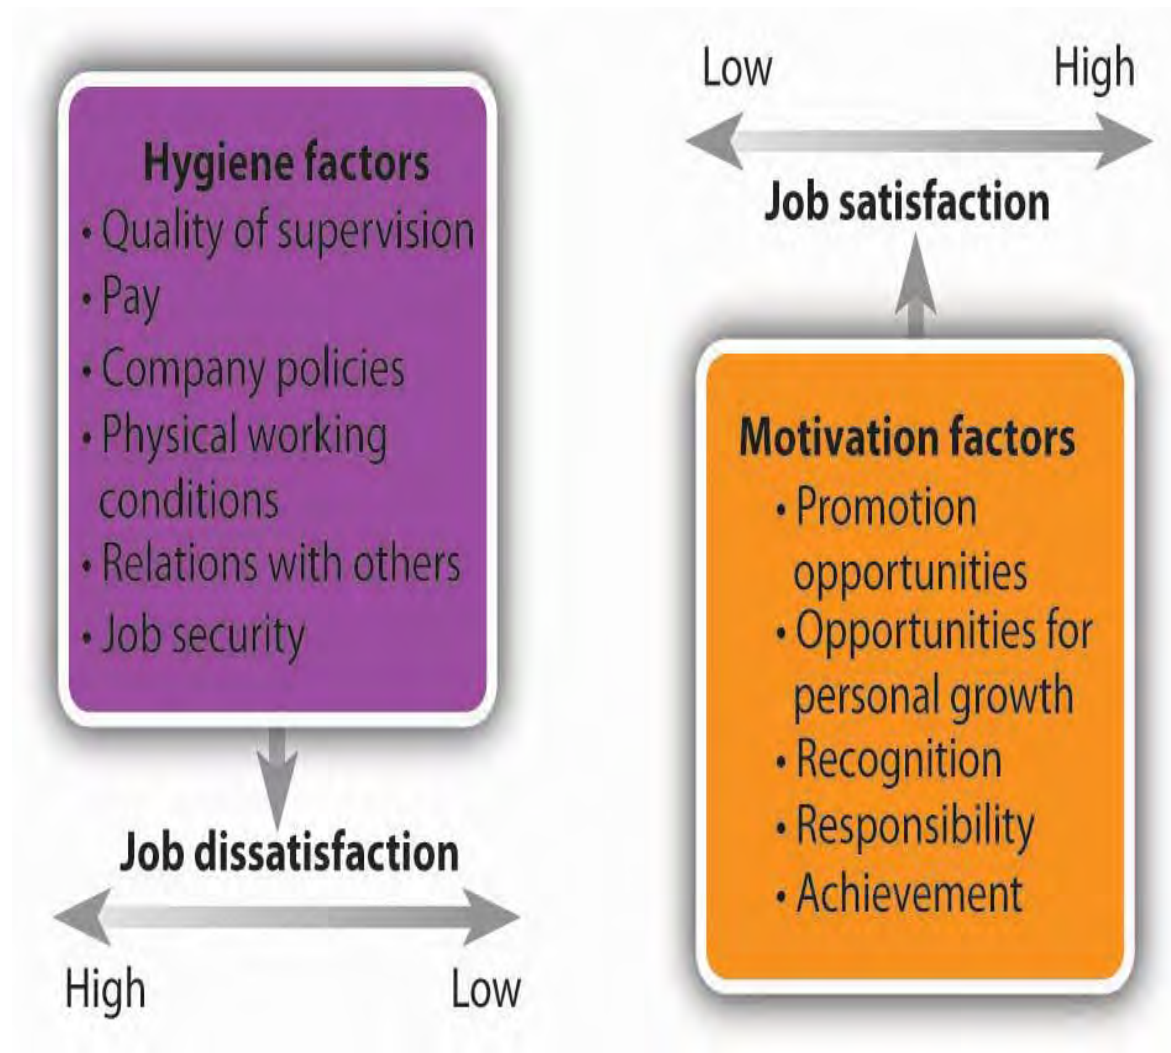 Hygiene factors
• Quality of supervision
• Pay
• Company policies
• Physical working
conditions
• Relations with others
• Job security
Job dissatisfaction
High Low
Low High
Job satisfaction
Motivation factors
• Promotion
opportunities
• Opportunities for
personal growth
• Recognition
• Responsibility
• Achievement